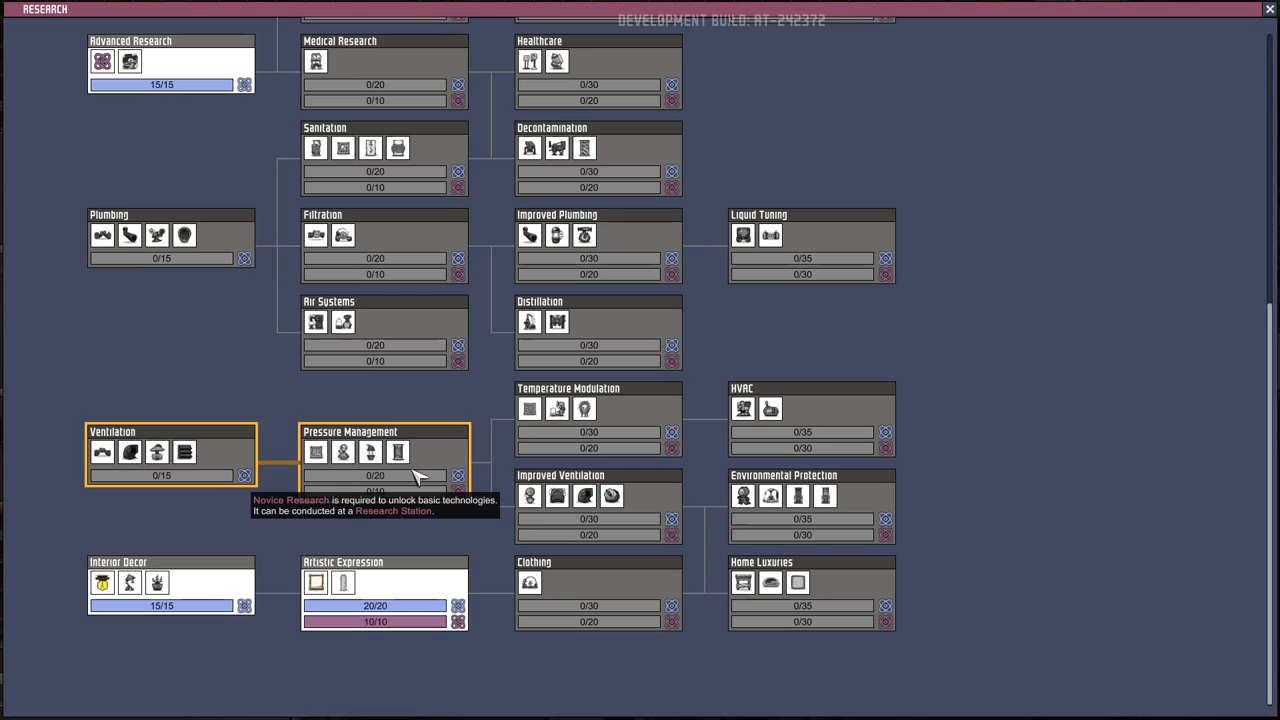 RESEARCH
DEVELOPMENT BUILD: AT-242372
Advanced Research
15/15
Medical Research
0/20
0/10
Healthcare
0/30
0/20
Sanitation
0/20
0/10
Decontamination
0/30
0/20
Plumbing
0/15
Filtration
0/20
0/10
Improved Plumbing
0/30
0/20
Liquid Tuning
0/35
0/30
Air Systems
0/20
0/10
Distillation
0/30
0/20
Temperature Modulation
0/30
0/20
HVAC
0/35
0/30
Ventilation
0/15
Pressure Management
0/20
Improved Ventilation
0/30
0/20
Environmental Protection
0/35
0/30
Novice Research is required to unlock basic technologies.
It can be conducted at a Research Station.
Interior Decor
15/15
Artistic Expression
20/20
10/10
Clothing
0/30
0/20
Home Luxuries
0/35
0/30